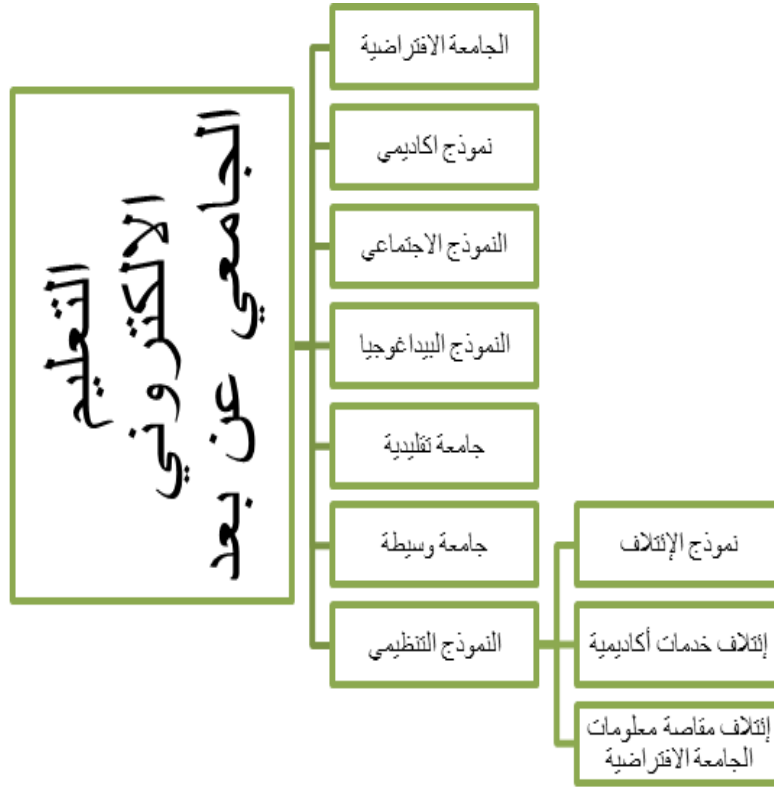 التعليم
الالكتروني
الجامعي عن بعد
الجامعة الافتراضية
نموذج اكاديمي
النموذج الاجتماعي
النموذج البيداغوجيا
جامعة تقليدية
جامعة وسيطة
النموذج التنظيمي
نموذج الإئتلاف
إئتلاف خدمات أكاديمية
إئتلاف مقاصة معلومات
الجامعة الافتراضية